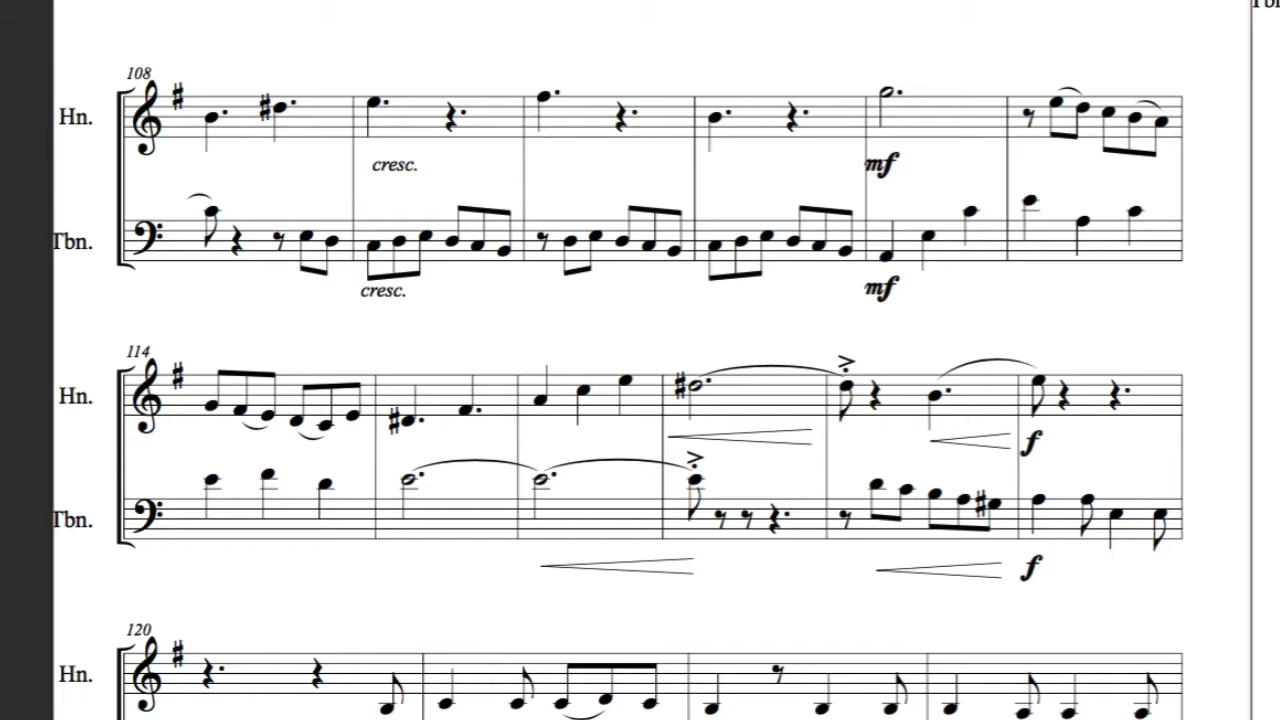 108
Hn.
cresc.
mf
Tbn.
cresc.
mf
114
Hn.
f
Tbn.
f
120
Hn.